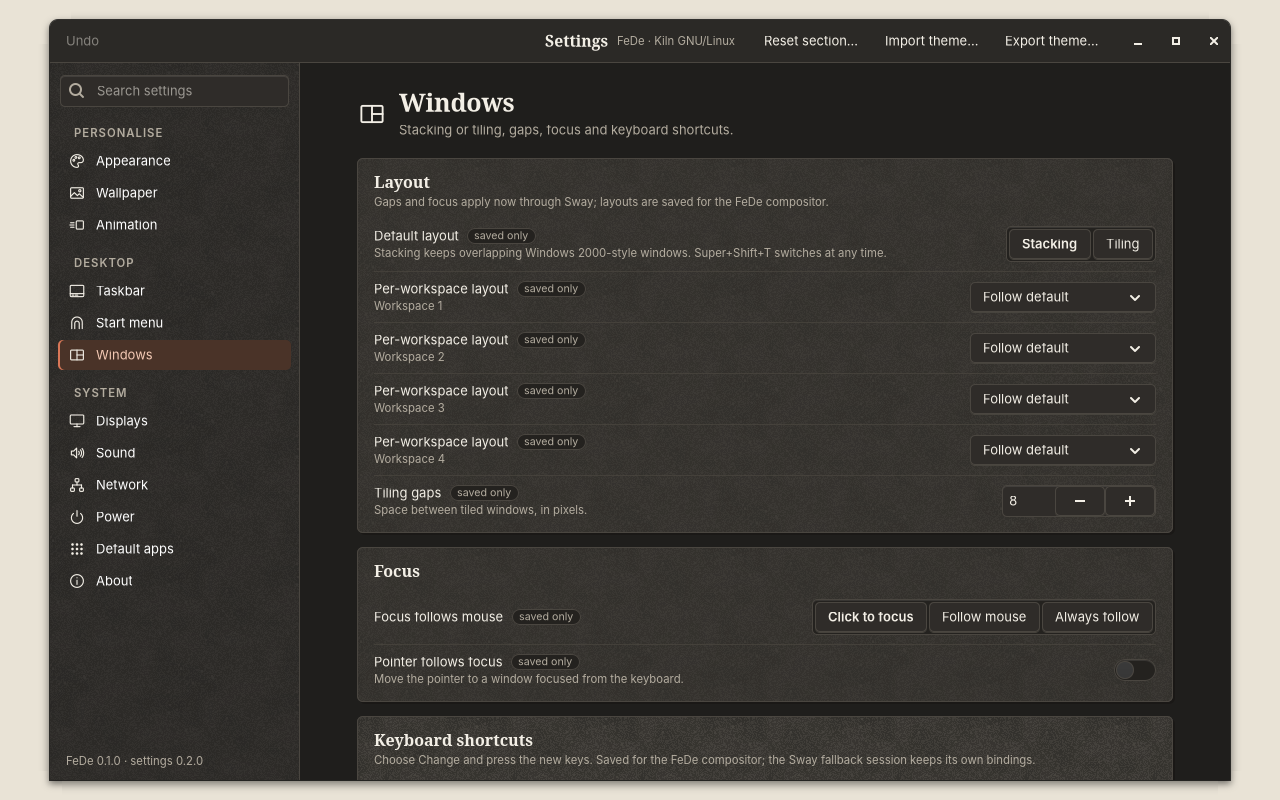 Undo
Settings FeDe · Kiln GNU/Linux
Reset section...
Import theme...
Export theme...
Search settings
PERSONALISE
Appearance
Wallpaper
Animation
DESKTOP
Taskbar
Start menu
Windows
SYSTEM
Displays
Sound
Network
Power
Default apps
About
FeDe 0.1.0 · settings 0.2.0
Windows
Stacking or tiling, gaps, focus and keyboard shortcuts.
Layout
Gaps and focus apply now through Sway; layouts are saved for the FeDe compositor.
Default layout saved only
Stacking keeps overlapping Windows 2000-style windows. Super+Shift+T switches at any time.
Stacking Tiling
Per-workspace layout saved only
Workspace 1
Follow default
Per-workspace layout saved only
Workspace 2
Follow default
Per-workspace layout saved only
Workspace 3
Follow default
Per-workspace layout saved only
Workspace 4
Follow default
Tiling gaps saved only
Space between tiled windows, in pixels.
8
Focus
Focus follows mouse saved only
Click to focus Follow mouse Always follow
Pointer follows focus saved only
Move the pointer to a window focused from the keyboard.
Keyboard shortcuts
Choose Change and press the new keys. Saved for the FeDe compositor; the Sway fallback session keeps its own bindings.